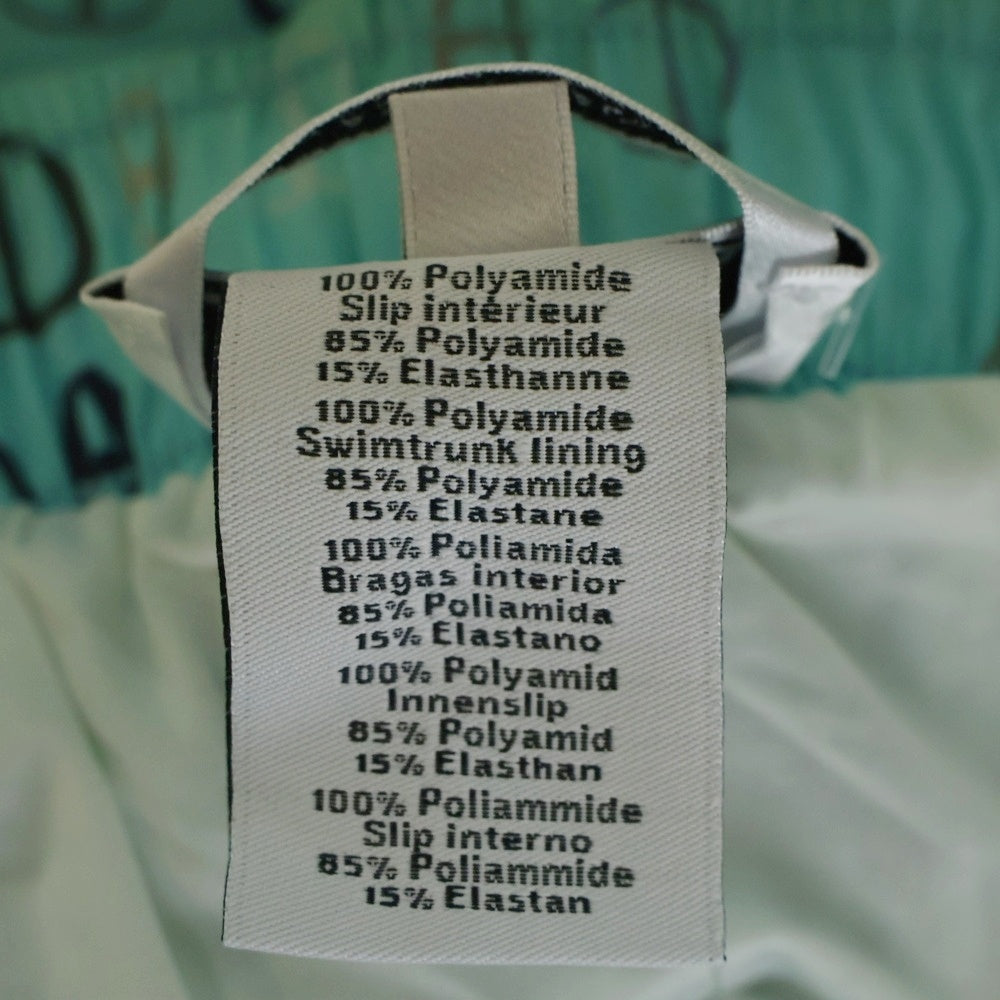 100% Polyamide
Slip intérieur
85% Polyamide
15% Elasthanne
100% Polyamide
Swimtrunk lining
85% Polyamide
15% Elastane
100% Poliamida
Bragas interior
85% Poliamida
15% Elastano
100% Polyamid
Innenslip
85% Polyamid
15% Elasthan
100% Poliammide
Slip interno
85% Poliammide
15% Elastan